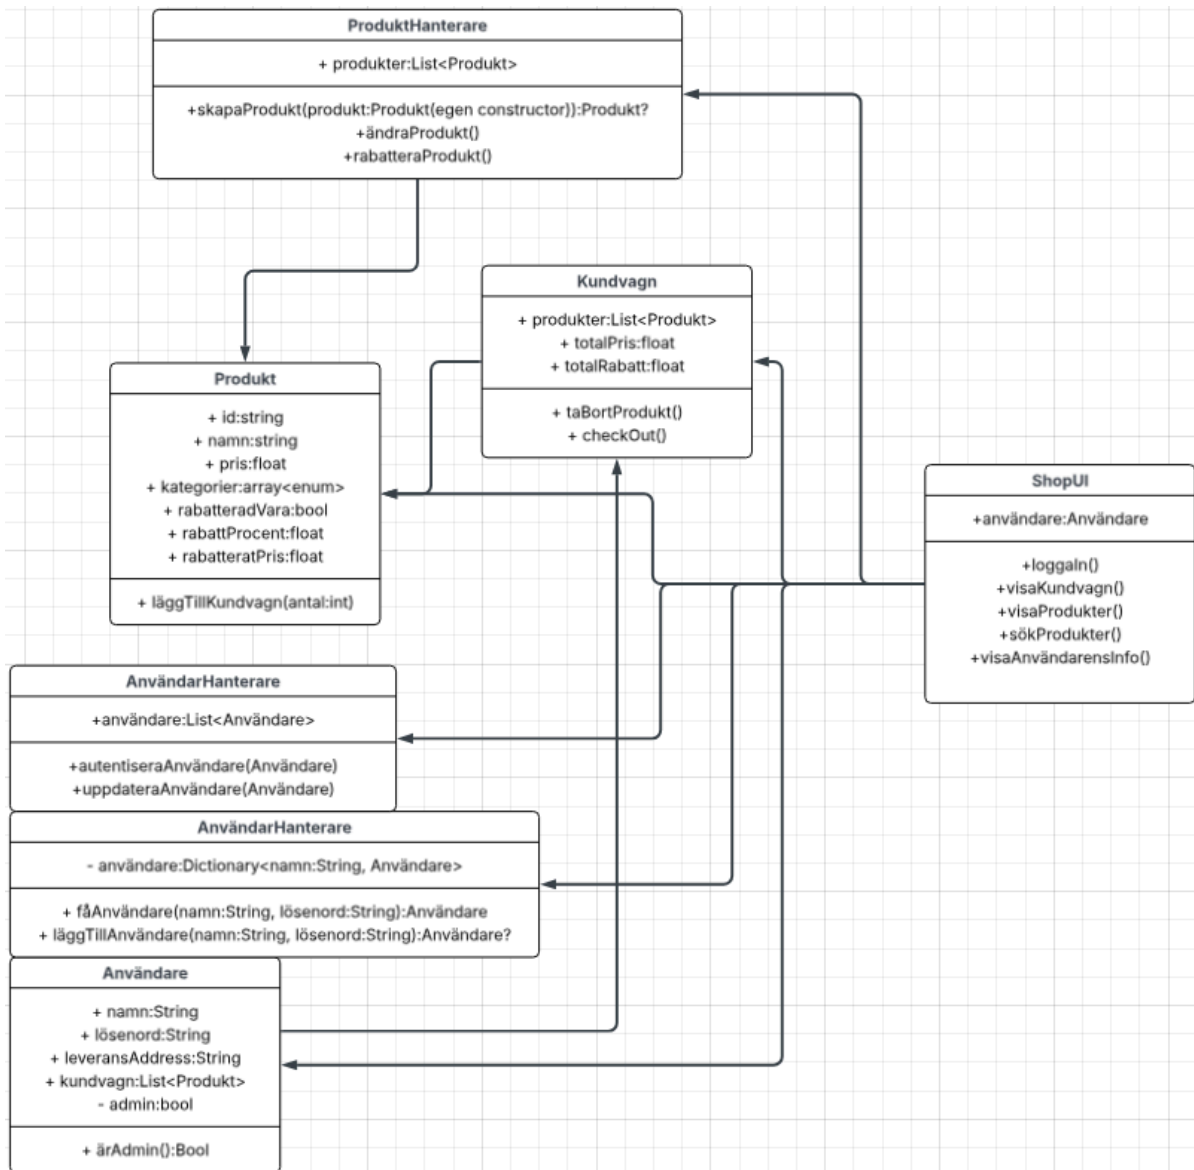 ProduktHanterare
+ produkter:List<Produkt>
+skapaProdukt(produkt:Produkt(egen constructor)):Produkt?
+ändraProdukt()
+rabatteraProdukt()
Kundvagn
+ produkter:List<Produkt>
+ totalPris:float
+ totalRabatt:float
+ taBortProdukt()
+ checkOut()
Produkt
+ id:string
+ namn:string
+ pris:float
+ kategorier:array<enum>
+ rabatteradVara:bool
+ rabattProcent:float
+ rabatteratPris:float
+ läggTillKundvagn(antal:int)
ShopUI
+användare:Användare
+loggaIn()
+visaKundvagn()
+visaProdukter()
+sökProdukter()
+visaAnvändarensInfo()
AnvändarHanterare
+användare:List<Användare>
+autentiseraAnvändare(Användare)
+uppdateraAnvändare(Användare)
AnvändarHanterare
- användare:Dictionary<namn:String, Användare>
+ fåAnvändare(namn:String, lösenord:String):Användare
+ läggTillAnvändare(namn:String, lösenord:String):Användare?
Användare
+ namn:String
+ lösenord:String
+ leveransAddress:String
+ kundvagn:List<Produkt>
- admin:bool
+ ärAdmin():Bool